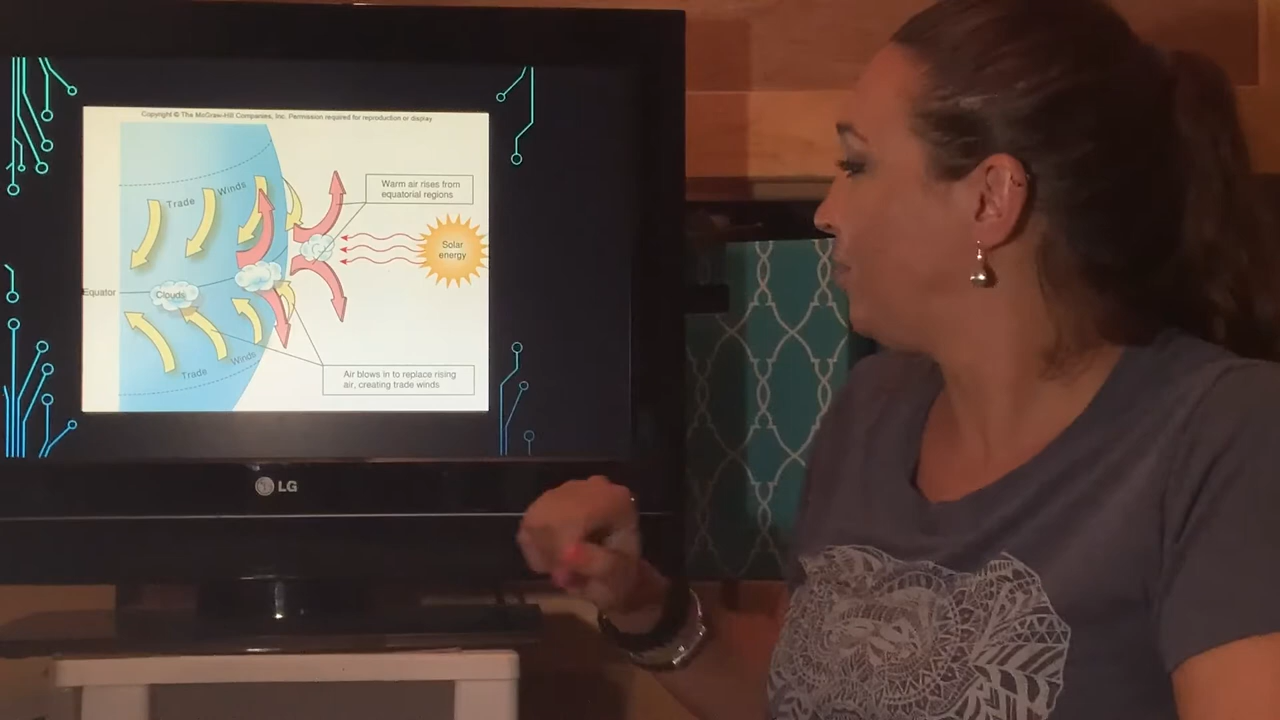 Copyright © The McGraw-Hill Companies, Inc. Permission required for reproduction or display
Warm air rises from
equatorial regions
Trade Winds
Solar
energy
Equator
Clouds
Trade Winds
Air blows in to replace rising
air, creating trade winds
LG